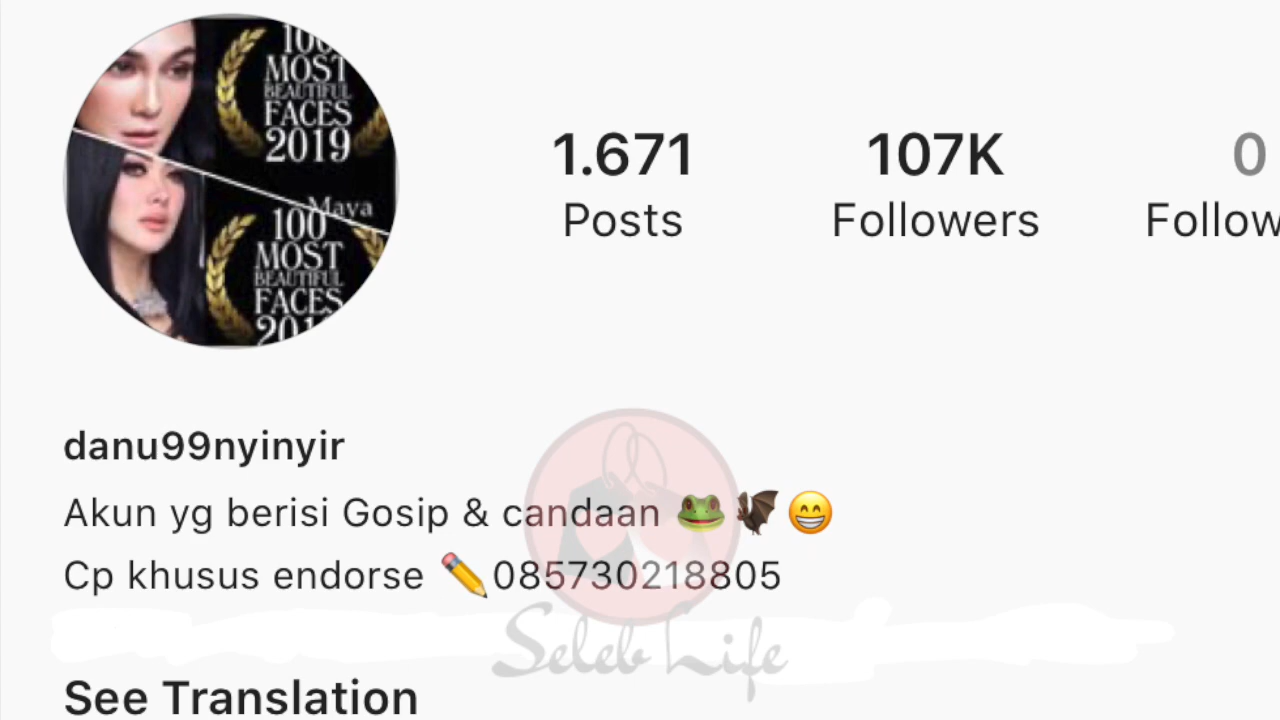 100
MOST
BEAUTIFUL
FACES
2019
Maya
100
MOST
BEAUTIFUL
FACES
1.671 107K 0
Posts Followers Follow
danu99nyinyir
Akun yg berisi Gosip & candaan 🐸🦇😁
Cp khusus endorse ✏️085730218805
Seleb Life
See Translation